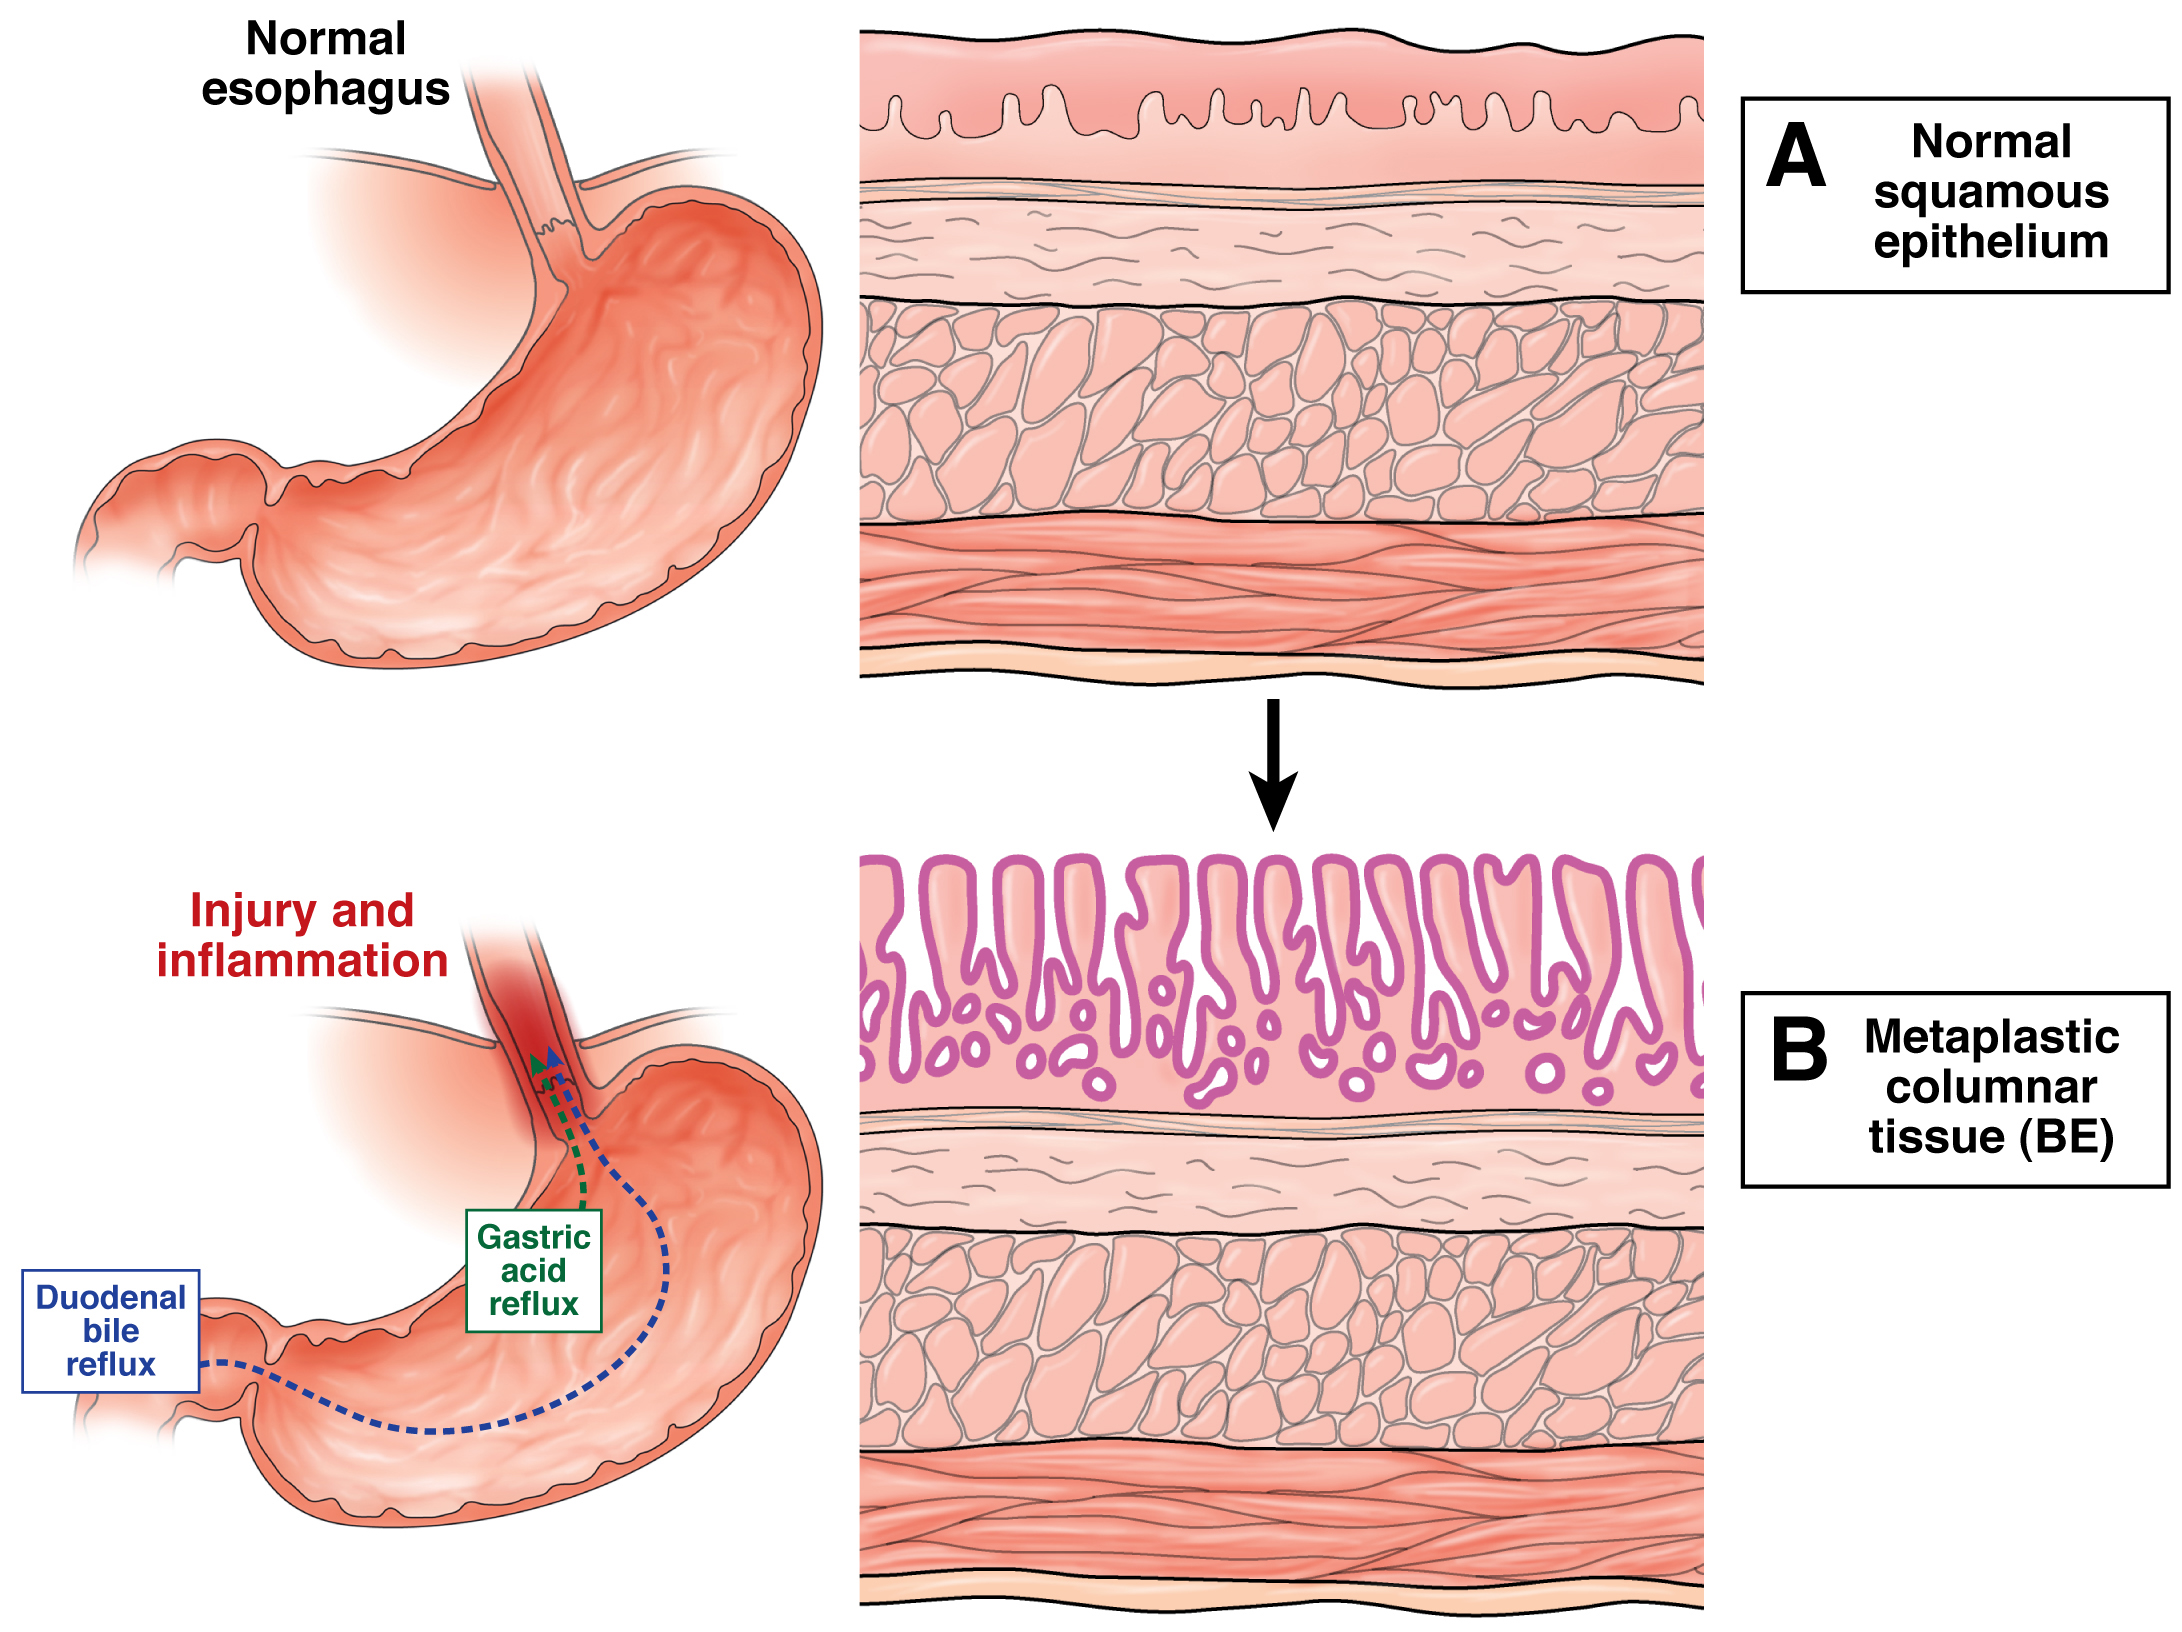 Normal
esophagus
A
Normal
squamous
epithelium
Injury and
inflammation
Gastric
acid
reflux
Duodenal
bile
reflux
B
Metaplastic
columnar
tissue (BE)